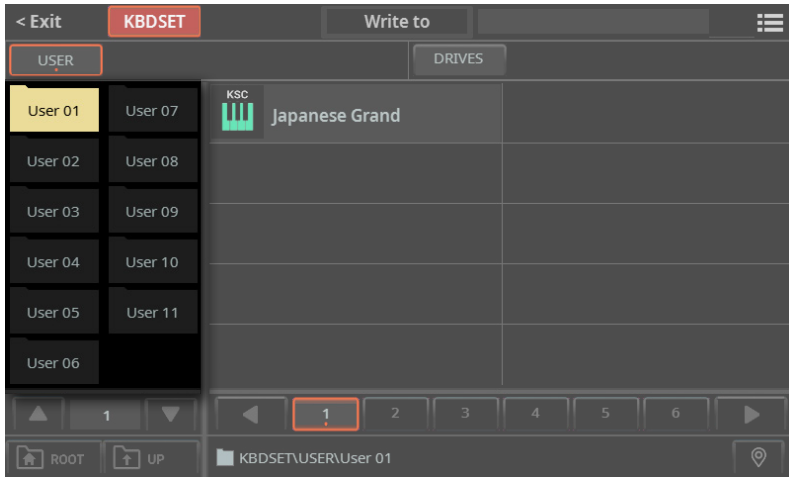 < Exit KBDSET Write to
USER DRIVES
User 01 User 07
User 02 User 08
User 03 User 09
User 04 User 10
User 05 User 11
User 06
KSC
Japanese Grand
1 1 2 3 4 5 6
ROOT UP KBDSET\USER\User 01